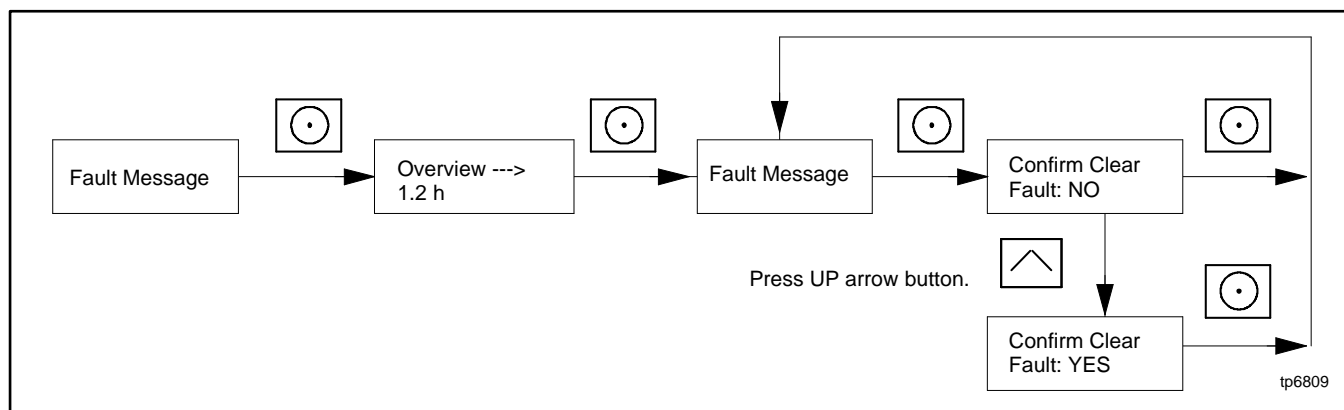 Fault Message
Overview --->
1.2 h
Fault Message
Confirm Clear
Fault: NO
Press UP arrow button.
Confirm Clear
Fault: YES
tp6809